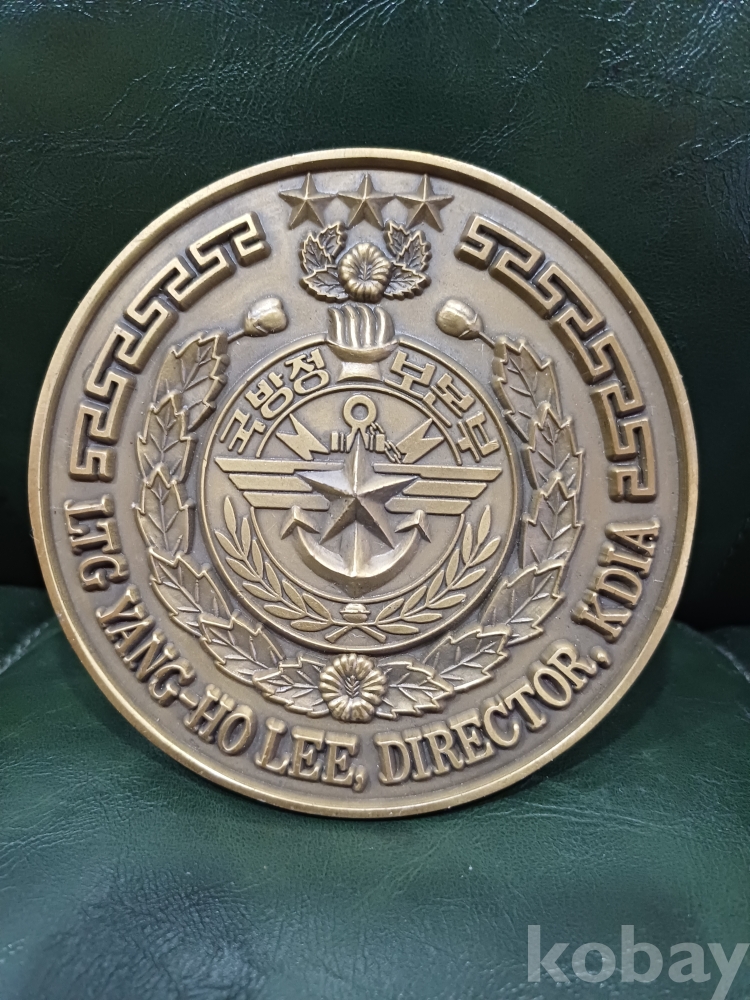 국방정보본부
LTG YANG-HO LEE, DIRECTOR, KDIA
kobay